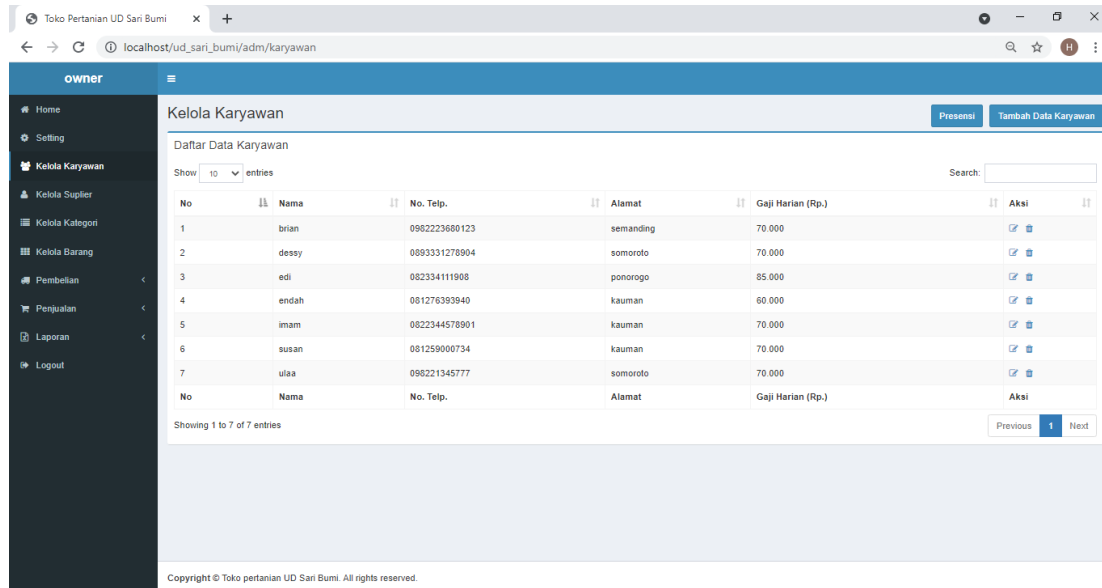 Toko Pertanian UD Sari Bumi
localhost/ud_sari_bumi/adm/karyawan
H
owner
Home
Setting
Kelola Karyawan
Kelola Suplier
Kelola Kategori
Kelola Barang
Pembelian
Penjualan
Laporan
Logout
Kelola Karyawan
Presensi Tambah Data Karyawan
Daftar Data Karyawan
Show 10 entries Search:
No Nama No. Telp. Alamat Gaji Harian (Rp.) Aksi
1 brian 0982223680123 semanding 70.000
2 dessy 0893331278904 somoroto 70.000
3 edi 082334111908 ponorogo 85.000
4 endah 081276393940 kauman 60.000
5 imam 0822344578901 kauman 70.000
6 susan 081259000734 kauman 70.000
7 ulaa 098221345777 somoroto 70.000
No Nama No. Telp. Alamat Gaji Harian (Rp.) Aksi
Showing 1 to 7 of 7 entries Previous 1 Next
Copyright © Toko pertanian UD Sari Bumi. All rights reserved.